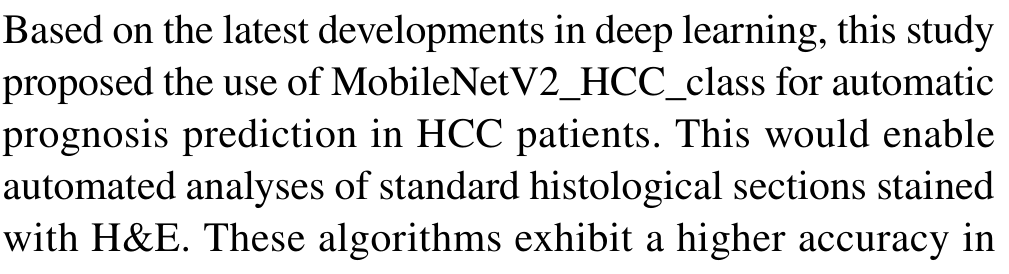 Based on the latest developments in deep learning, this study
proposed the use of MobileNetV2_HCC_class for automatic
prognosis prediction in HCC patients. This would enable
automated analyses of standard histological sections stained
with H&E. These algorithms exhibit a higher accuracy in